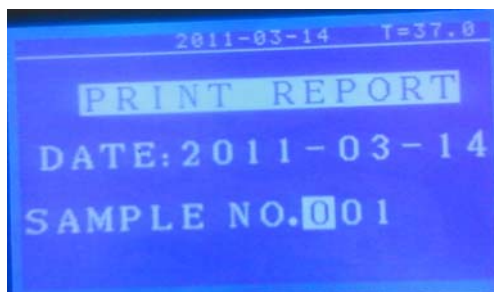 2011-03-14 T=37.0
PRINT REPORT
DATE:2011-03-14
SAMPLE NO.001